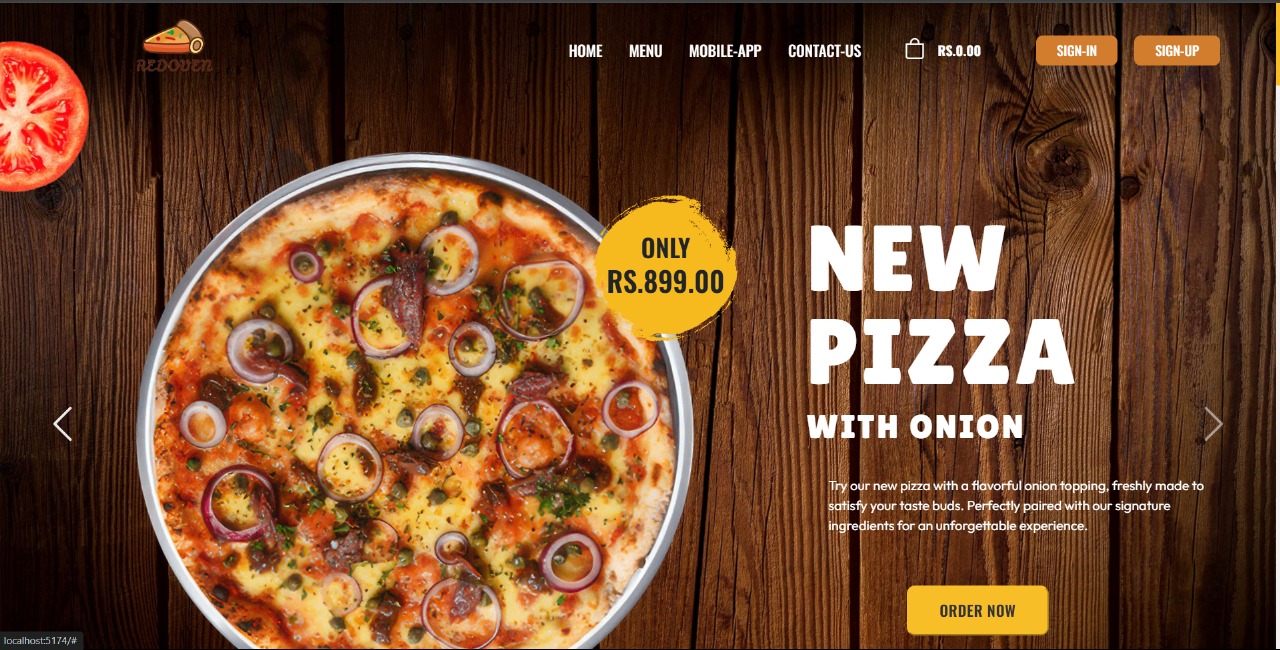 REDOVEN
HOME MENU MOBILE-APP CONTACT-US RS.0.00 SIGN-IN SIGN-UP
ONLY
RS.899.00
NEW
PIZZA
WITH ONION
Try our new pizza with a flavorful onion topping, freshly made to
satisfy your taste buds. Perfectly paired with our signature
ingredients for an unforgettable experience.
ORDER NOW
localhost:5174/#